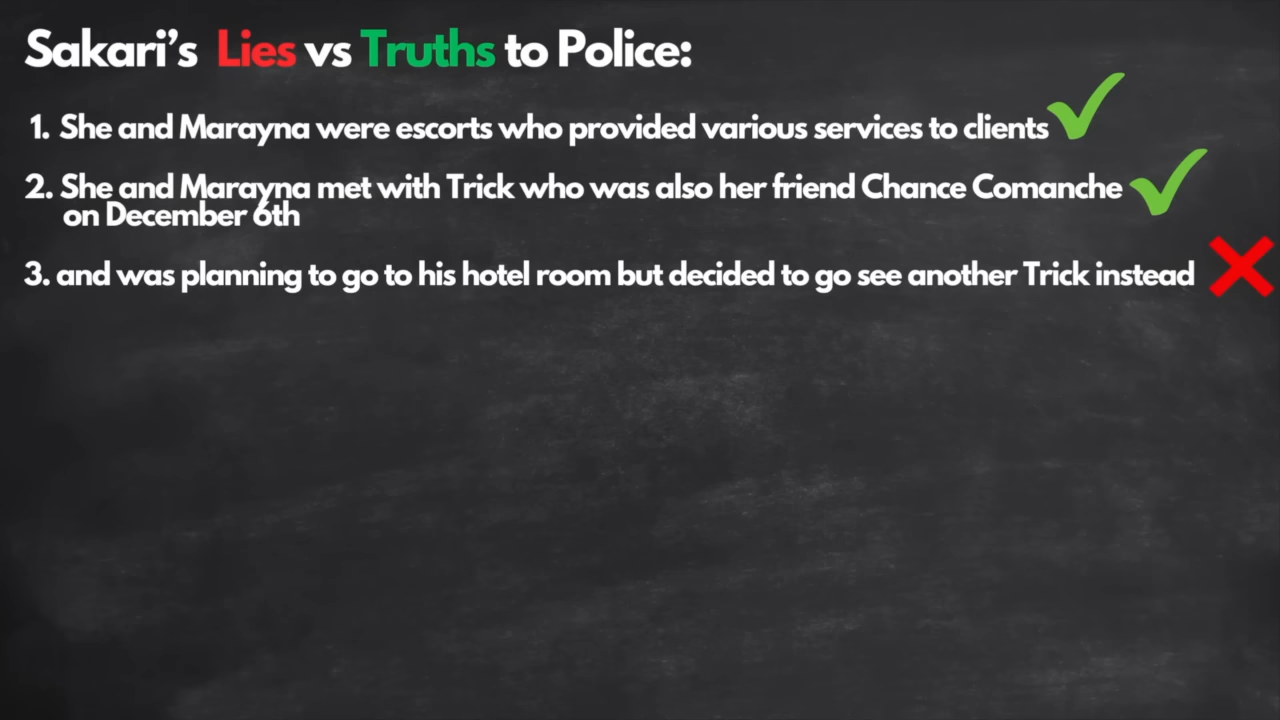 Sakari's Lies vs Truths to Police:
1. She and Marayna were escorts who provided various services to clients
2. She and Marayna met with Trick who was also her friend Chance Comanche
on December 6th
3. and was planning to go to his hotel room but decided to go see another Trick instead